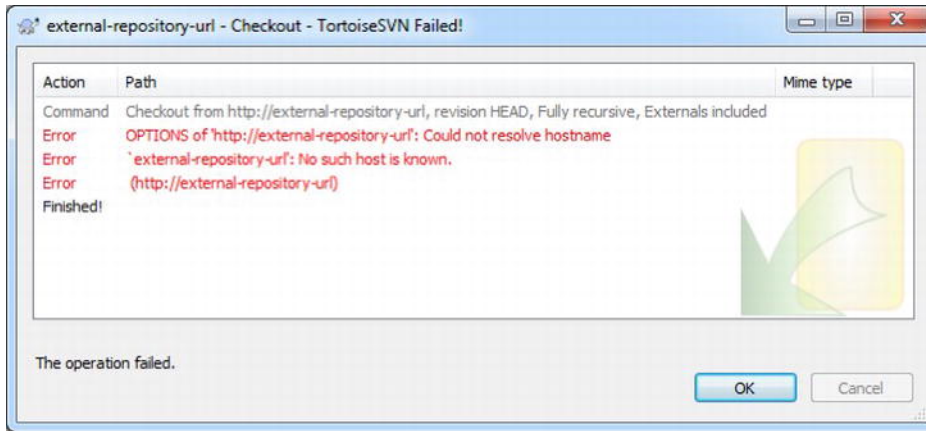 external-repository-url - Checkout - TortoiseSVN Failed!
Action Path Mime type
Command Checkout from http://external-repository-url, revision HEAD, Fully recursive, Externals included
Error OPTIONS of 'http://external-repository-url': Could not resolve hostname
Error `external-repository-url': No such host is known.
Error (http://external-repository-url)
Finished!
The operation failed.
OK Cancel